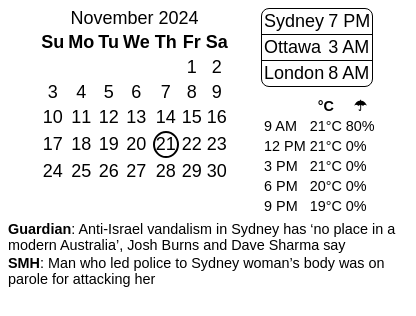 November 2024
Su Mo Tu We Th Fr Sa
1 2
3 4 5 6 7 8 9
10 11 12 13 14 15 16
17 18 19 20 21 22 23
24 25 26 27 28 29 30
Sydney 7 PM
Ottawa 3 AM
London 8 AM
°C ☂
9 AM 21°C 80%
12 PM 21°C 0%
3 PM 21°C 0%
6 PM 20°C 0%
9 PM 19°C 0%
Guardian: Anti-Israel vandalism in Sydney has ‘no place in a
modern Australia’, Josh Burns and Dave Sharma say
SMH: Man who led police to Sydney woman’s body was on
parole for attacking her